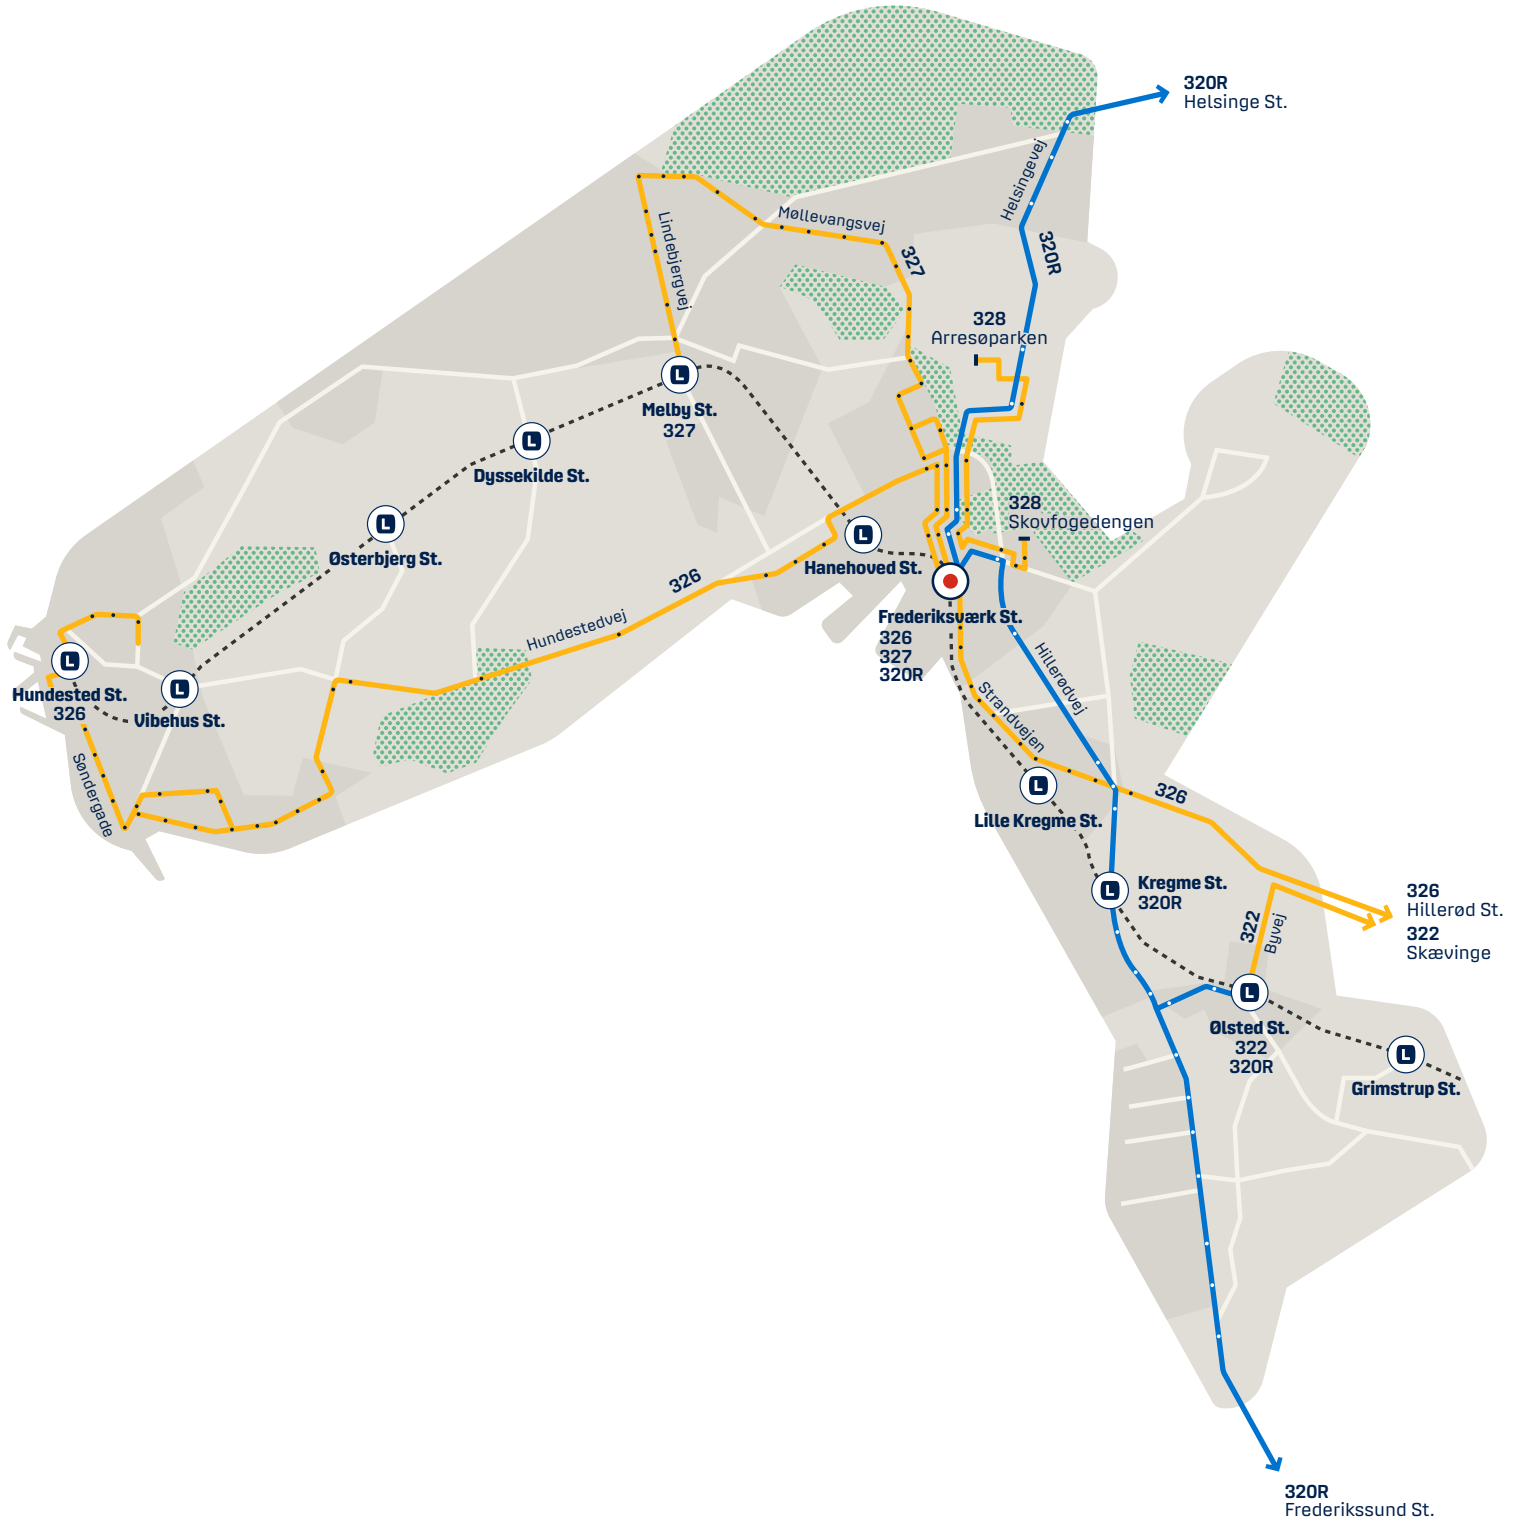 320R
Helsinge St.
Helsingevej
Møllevangsvej
Lindebjergvej
327
320R
328
Arresøparken
L
Melby St.
327
L
Dyssekilde St.
328
Skovfogedengen
L
Østerbjerg St.
L
Hanehoved St.
326
Hundestedvej
Frederiksværk St.
326
327
320R
Hillerødvej
Strandvejen
L
Hundested St.
326
L
Vibehus St.
Søndergade
L
Lille Kregme St.
326
L
Kregme St.
320R
326
Hillerød St.
322
Skævinge
322
Byvej
L
Ølsted St.
322
320R
L
Grimstrup St.
320R
Frederikssund St.